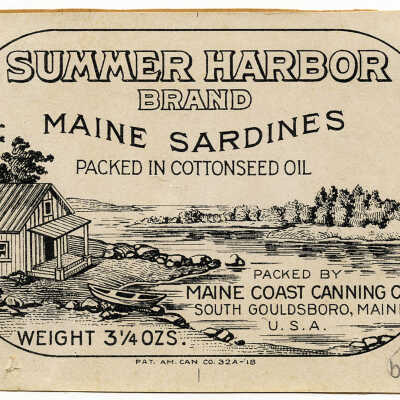 SUMMER HARBOR
BRAND
MAINE SARDINES
PACKED IN COTTONSEED OIL
PACKED BY
MAINE COAST CANNING C
SOUTH GOULDSBORO, MAIN
U.S.A.
WEIGHT 3¼ OZS.
PAT. AM. CAN CO. 32A-'18